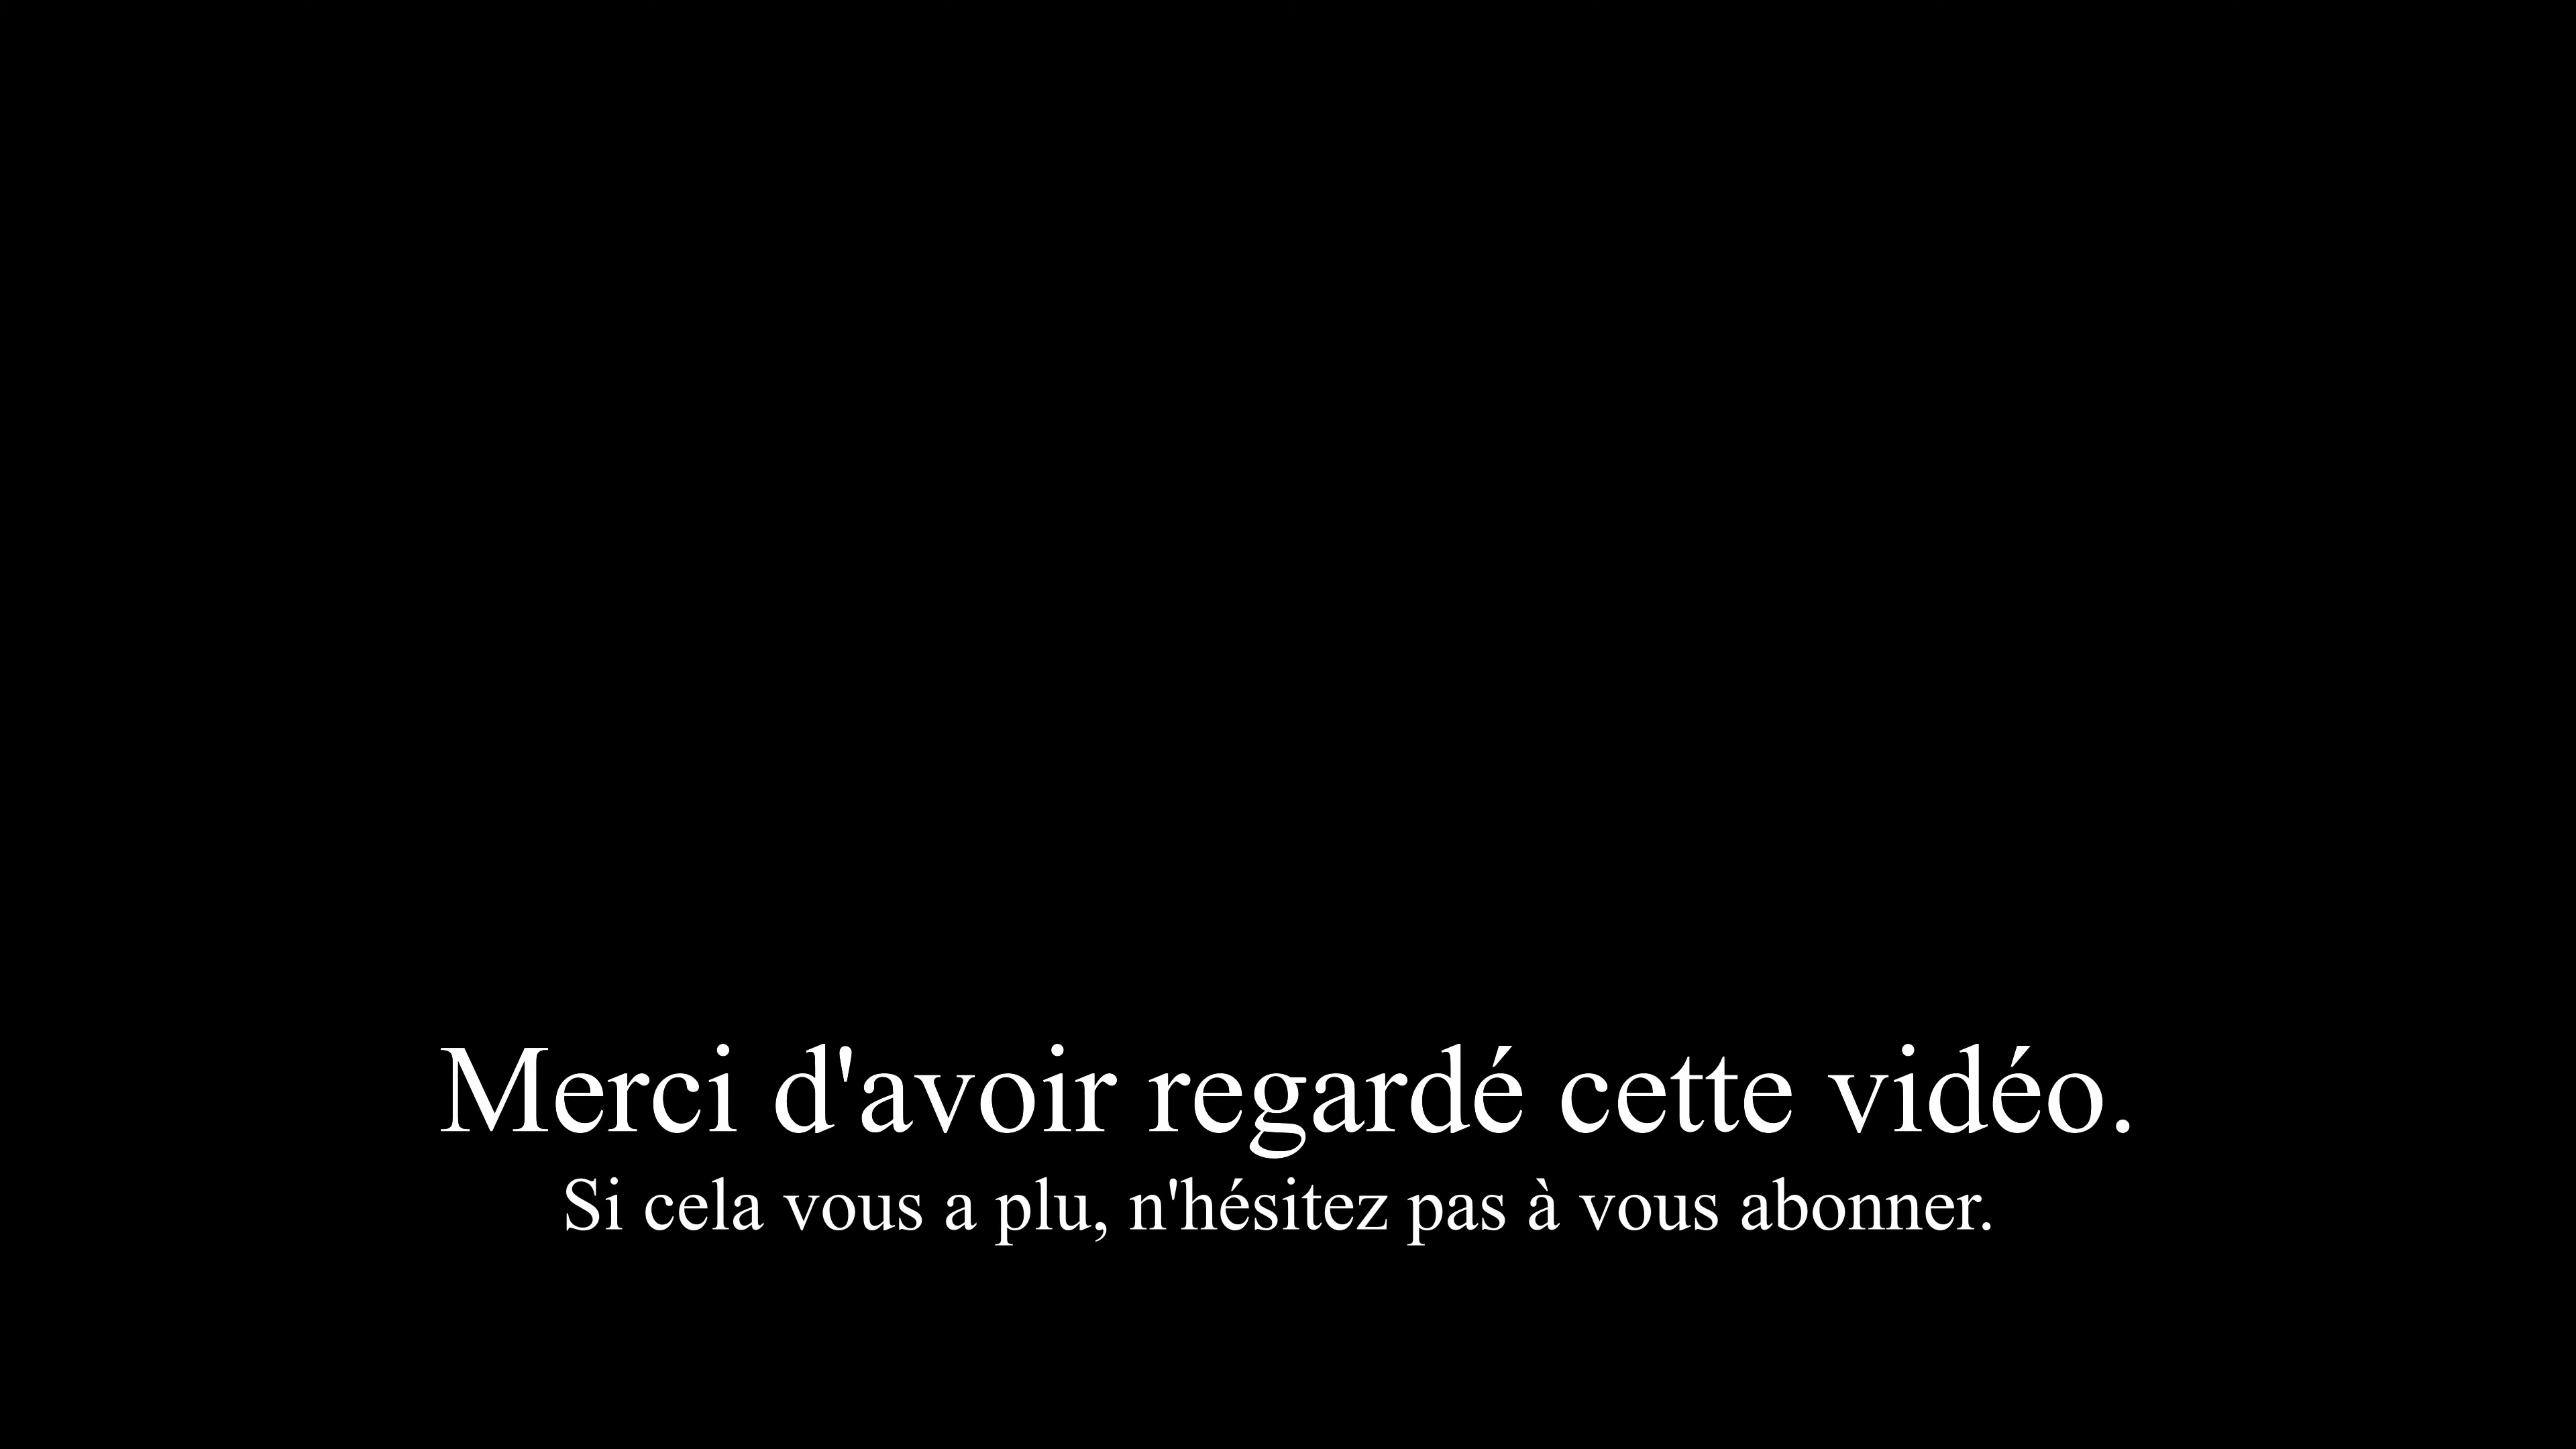 Merci d'avoir regardé cette vidéo.
Si cela vous a plu, n'hésitez pas à vous abonner.